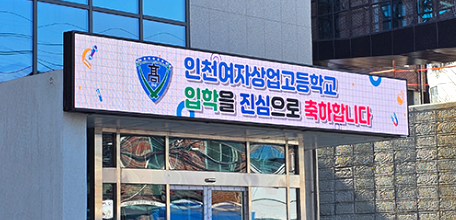 高
인천여자상업고등학교
입학을 진심으로 축하합니다